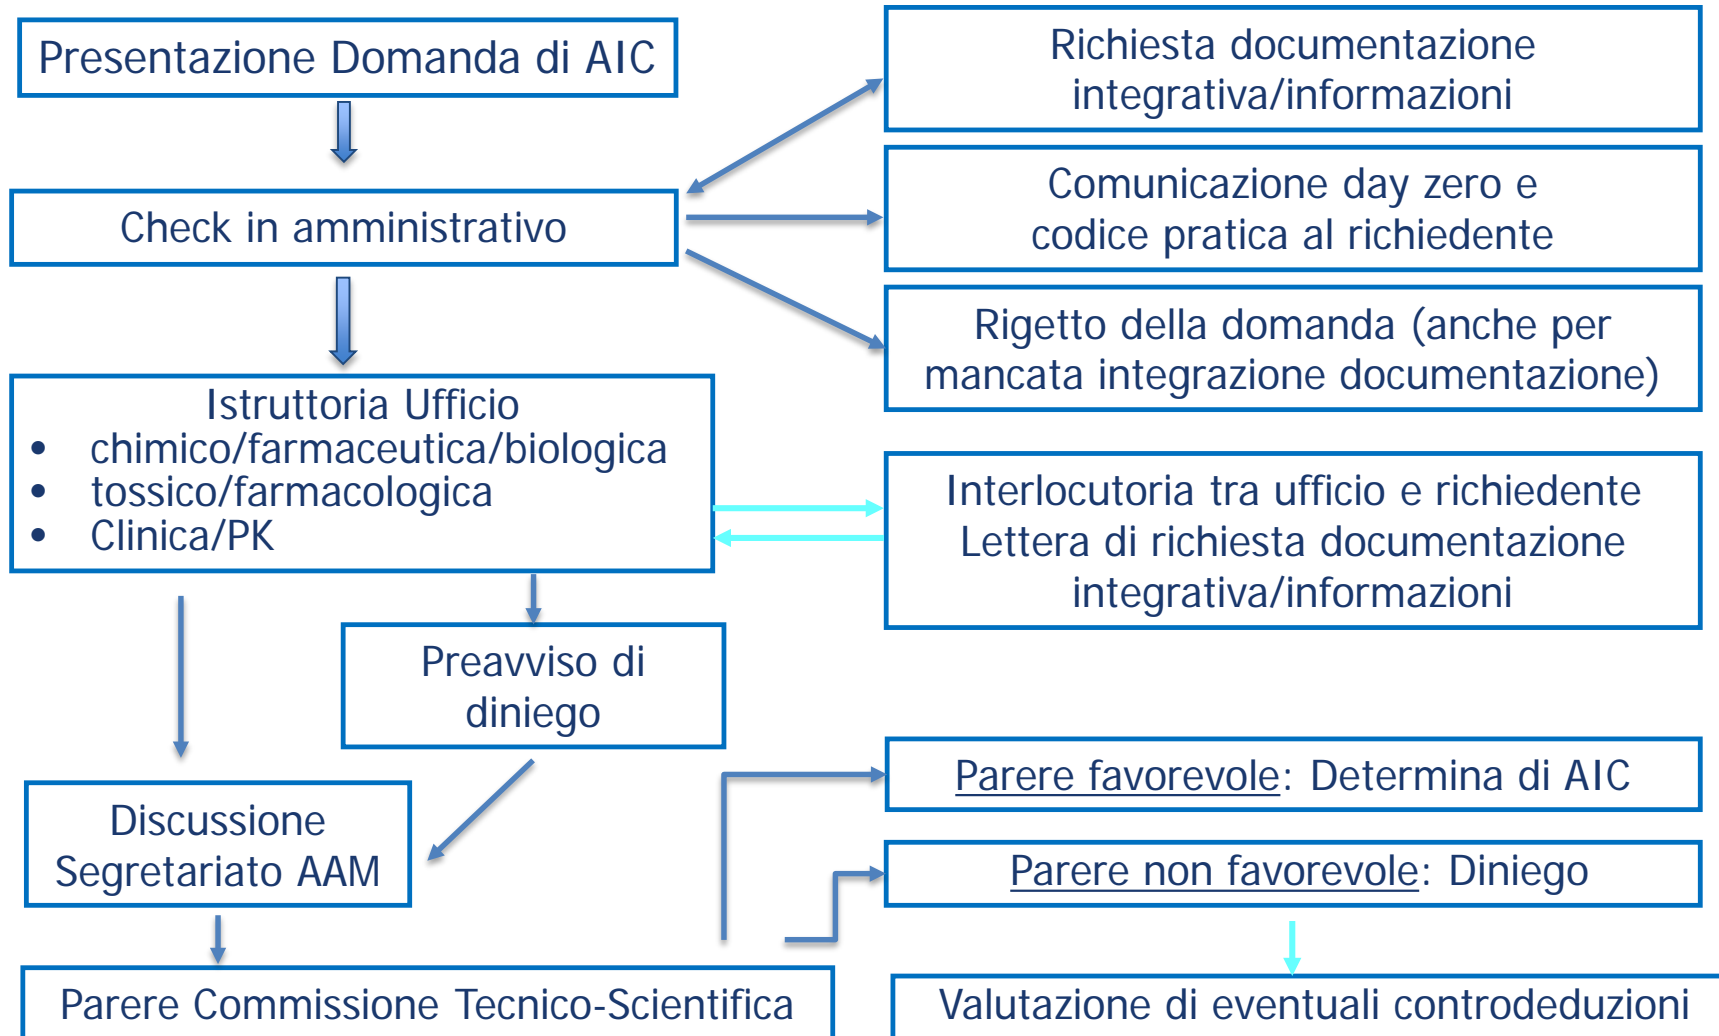 Presentazione Domanda di AIC
Richiesta documentazione
integrativa/informazioni
Check in amministrativo
Comunicazione day zero e
codice pratica al richiedente
Rigetto della domanda (anche per
mancata integrazione documentazione)
Istruttoria Ufficio
• chimico/farmaceutica/biologica
• tossico/farmacologica
• Clinica/PK
Interlocutoria tra ufficio e richiedente
Lettera di richiesta documentazione
integrativa/informazioni
Preavviso di
diniego
Discussione
Segretariato AAM
Parere favorevole: Determina di AIC
Parere non favorevole: Diniego
Parere Commissione Tecnico-Scientifica
Valutazione di eventuali controdeduzioni